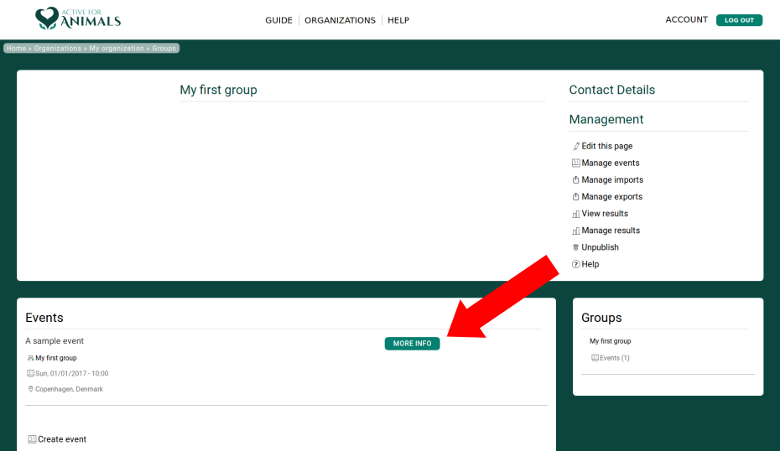 ACTIVE FOR
ANIMALS
GUIDE ORGANIZATIONS HELP
ACCOUNT LOG OUT
Home » Organizations » My organization » Groups
My first group
Contact Details
Management
Edit this page
Manage events
Manage imports
Manage exports
View results
Manage results
Unpublish
Help
Events
A sample event
MORE INFO
My first group
Sun, 01/01/2017 - 10:00
Copenhagen, Denmark
Create event
Groups
My first group
Events (1)